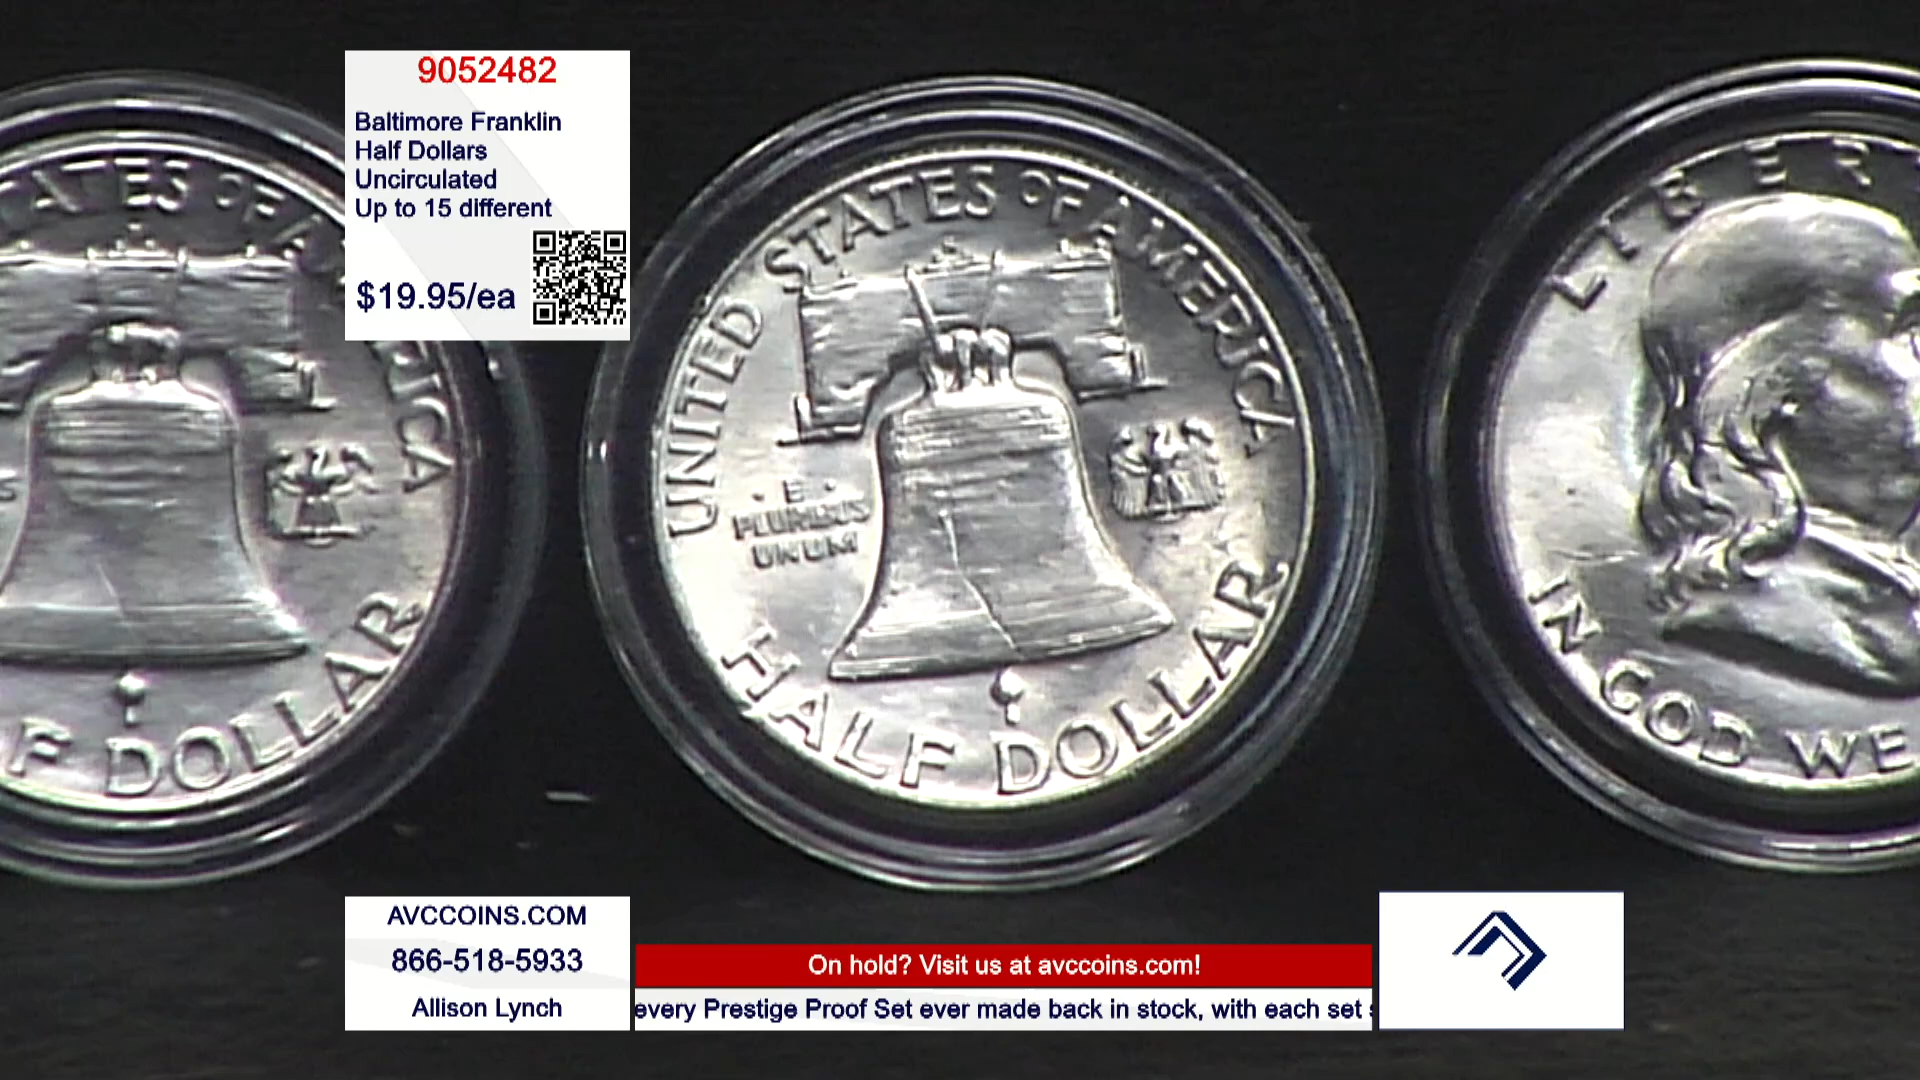 9052482
Baltimore Franklin
Half Dollars
Uncirculated
Up to 15 different
$19.95/ea
TATES OF A
RICA
F DOLLAR
UNITED STATES OF AMERICA
· E ·
PLURIBUS
UNUM
HALF DOLLAR
LIBER
IN GOD WE
AVCCOINS.COM
866-518-5933
Allison Lynch
On hold? Visit us at avccoins.com!
every Prestige Proof Set ever made back in stock, with each set